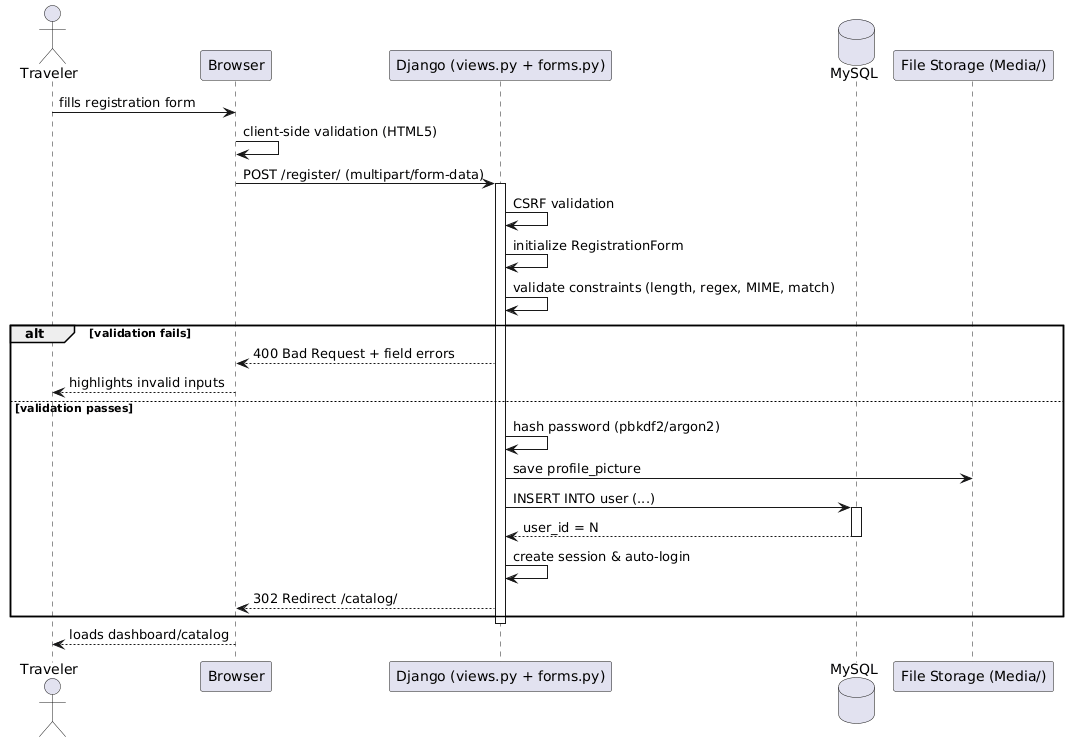 Traveler
Browser
Django (views.py + forms.py)
MySQL
File Storage (Media/)
fills registration form
client-side validation (HTML5)
POST /register/ (multipart/form-data)
CSRF validation
initialize RegistrationForm
validate constraints (length, regex, MIME, match)
alt [validation fails]
400 Bad Request + field errors
highlights invalid inputs
[validation passes]
hash password (pbkdf2/argon2)
save profile_picture
INSERT INTO user (...)
user_id = N
create session & auto-login
302 Redirect /catalog/
loads dashboard/catalog
Traveler
Browser
Django (views.py + forms.py)
MySQL
File Storage (Media/)